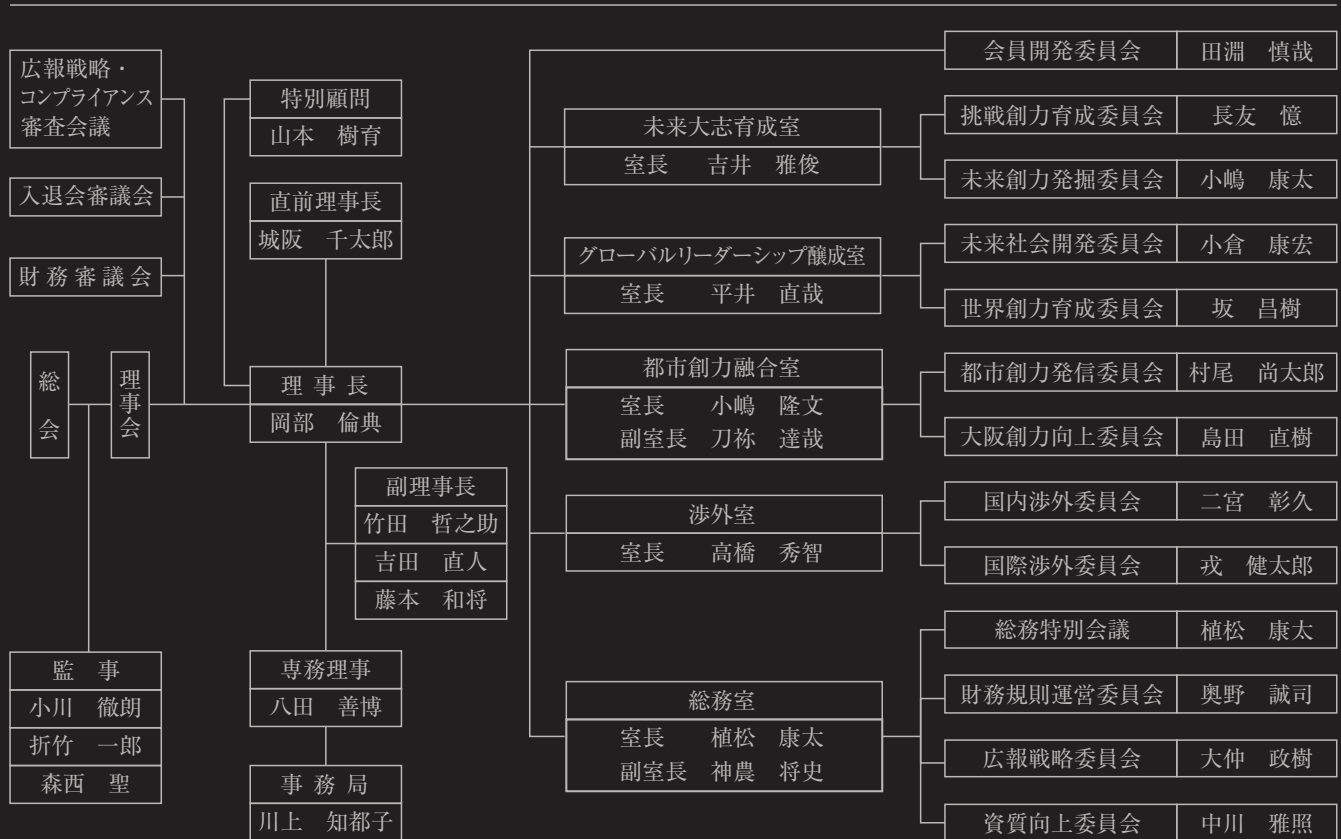 広報戦略・
コンプライアンス
審査会議
入退会審議会
財務審議会
総会
理事会
監 事
小川 徹朗
折竹 一郎
森西 聖
特別顧問
山本 樹育
直前理事長
城阪 千太郎
理 事 長
岡部 倫典
副理事長
竹田 哲之助
吉田 直人
藤本 和将
専務理事
八田 善博
事 務 局
川上 知都子
未来大志育成室
室長 吉井 雅俊
グローバルリーダーシップ醸成室
室長 平井 直哉
都市創力融合室
室長 小嶋 隆文
副室長 刀祢 達哉
渉外室
室長 高橋 秀智
総務室
室長 植松 康太
副室長 神農 将史
会員開発委員会 田淵 慎哉
挑戦創力育成委員会 長友 憶
未来創力発掘委員会 小嶋 康太
未来社会開発委員会 小倉 康宏
世界創力育成委員会 坂 昌樹
都市創力発信委員会 村尾 尚太郎
大阪創力向上委員会 島田 直樹
国内渉外委員会 二宮 彰久
国際渉外委員会 戎 健太郎
総務特別会議 植松 康太
財務規則運営委員会 奥野 誠司
広報戦略委員会 大仲 政樹
資質向上委員会 中川 雅照